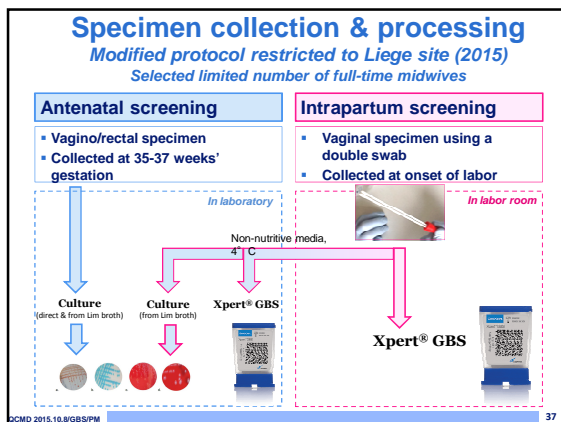 Specimen collection & processing
Modified protocol restricted to Liege site (2015)
Selected limited number of full-time midwives
Antenatal screening
▪ Vagino/rectal specimen
▪ Collected at 35-37 weeks'
gestation
Intrapartum screening
▪ Vaginal specimen using a
double swab
▪ Collected at onset of labor
In laboratory
In labor room
Non-nutritive media,
4° C
Culture
(direct & from Lim broth)
Culture
(from Lim broth)
Xpert® GBS
Xpert® GBS
QCMD 2015.10.8/GBS/PM
37